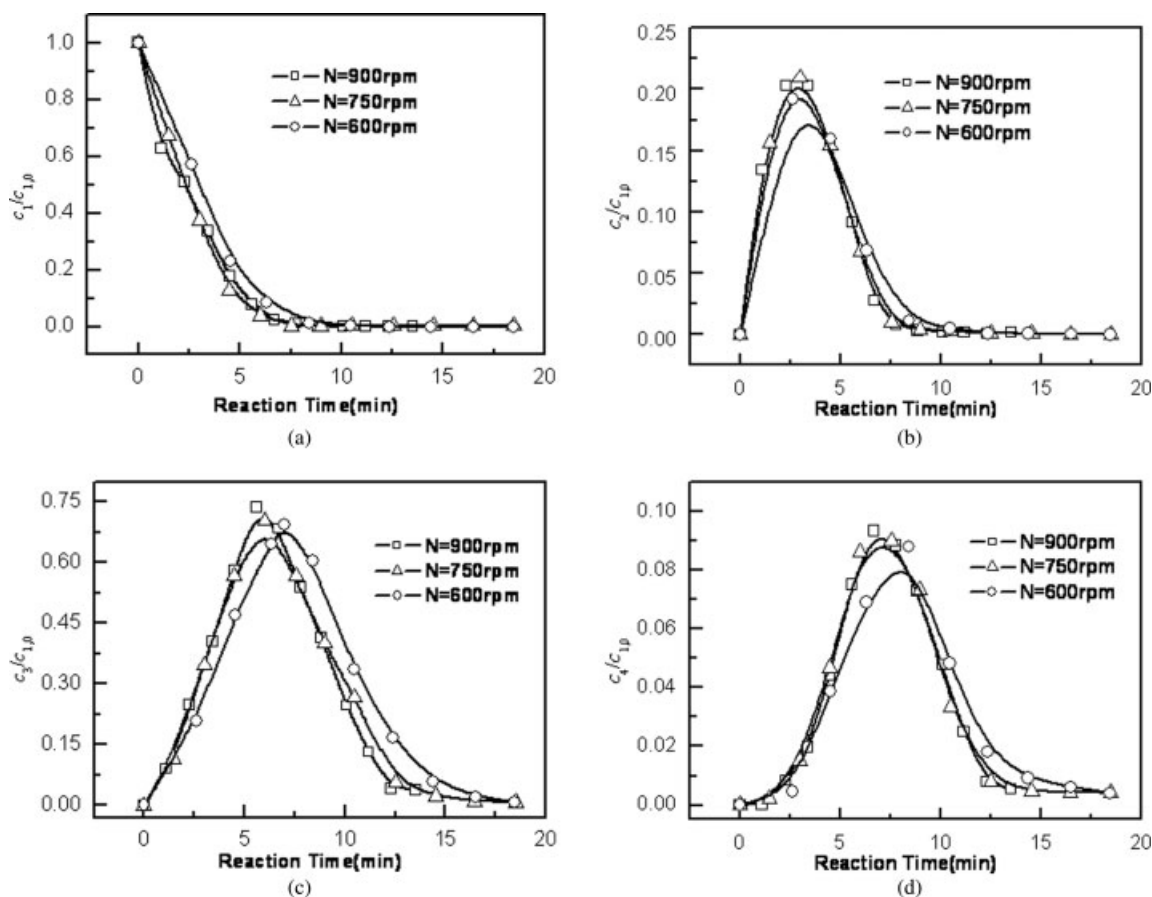 1.0
0.8
0.6
0.4
0.2
0.0
c₁/c₁,₀
N=900rpm
N=750rpm
N=600rpm
0 5 10 15 20
Reaction Time(min)
(a)
0.25
0.20
0.15
0.10
0.05
0.00
c₂/c₁,₀
N=900rpm
N=750rpm
N=600rpm
0 5 10 15 20
Reaction Time(min)
(b)
0.75
0.60
0.45
0.30
0.15
0.00
c₃/c₁,₀
N=900rpm
N=750rpm
N=600rpm
0 5 10 15 20
Reaction Time(min)
(c)
0.10
0.08
0.06
0.04
0.02
0.00
c₄/c₁,₀
N=900rpm
N=750rpm
N=600rpm
0 5 10 15 20
Reaction Time(min)
(d)